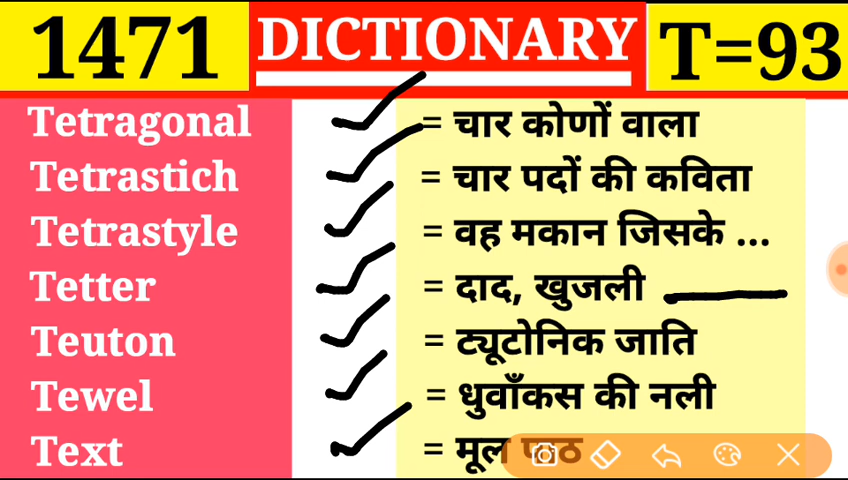 1471 DICTIONARY T=93
Tetragonal = चार कोणों वाला
Tetrastich = चार पदों की कविता
Tetrastyle = वह मकान जिसके ...
Tetter = दाद, खुजली
Teuton = ट्यूटोनिक जाति
Tewel = धुवाँकस की नली
Text = मूल पाठ